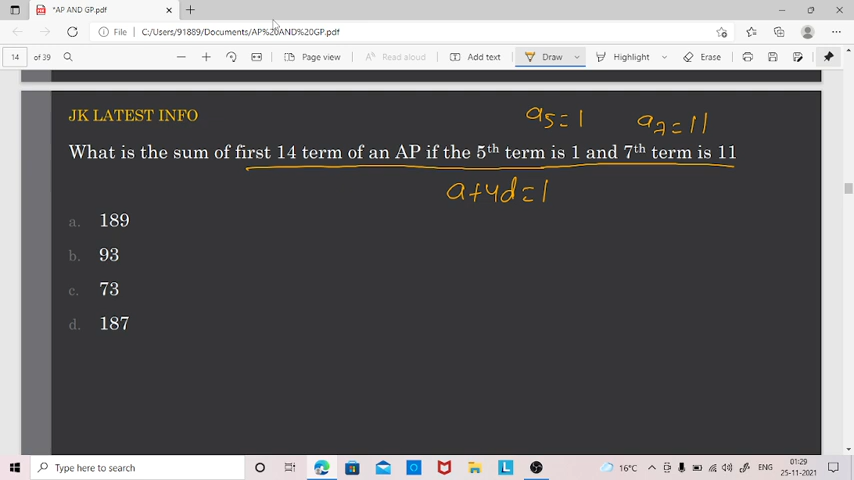 *AP AND GP.pdf
File C:/Users/91889/Documents/AP%20AND%20GP.pdf
14 of 39 Page view Read aloud Add text Draw Highlight Erase
JK LATEST INFO
a5=1 a7=11
What is the sum of first 14 term of an AP if the 5th term is 1 and 7th term is 11
a+4d=1
a. 189
b. 93
c. 73
d. 187
Type here to search 16°C ENG 01:29
25-11-2021